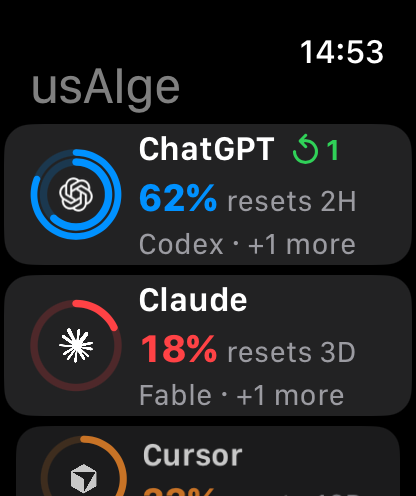 14:53
usAIge
ChatGPT 1
62% resets 2H
Codex · +1 more
Claude
18% resets 3D
Fable · +1 more
Cursor